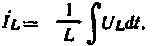 i_L = 1/L ∫U_L dt.